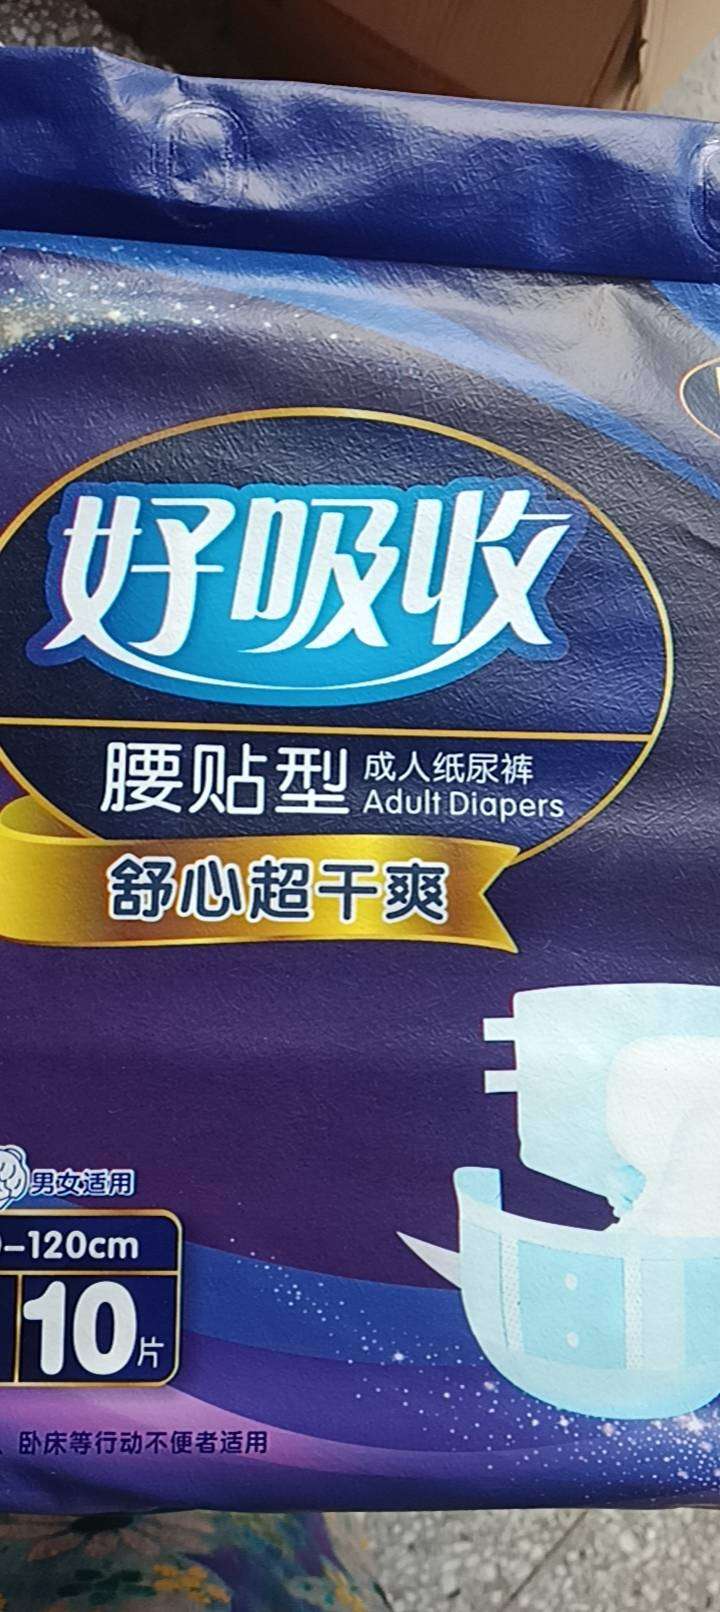 好吸收
腰贴型
成人纸尿裤
Adult Diapers
舒心超干爽
男女适用
-120cm
10片
卧床等行动不便者适用